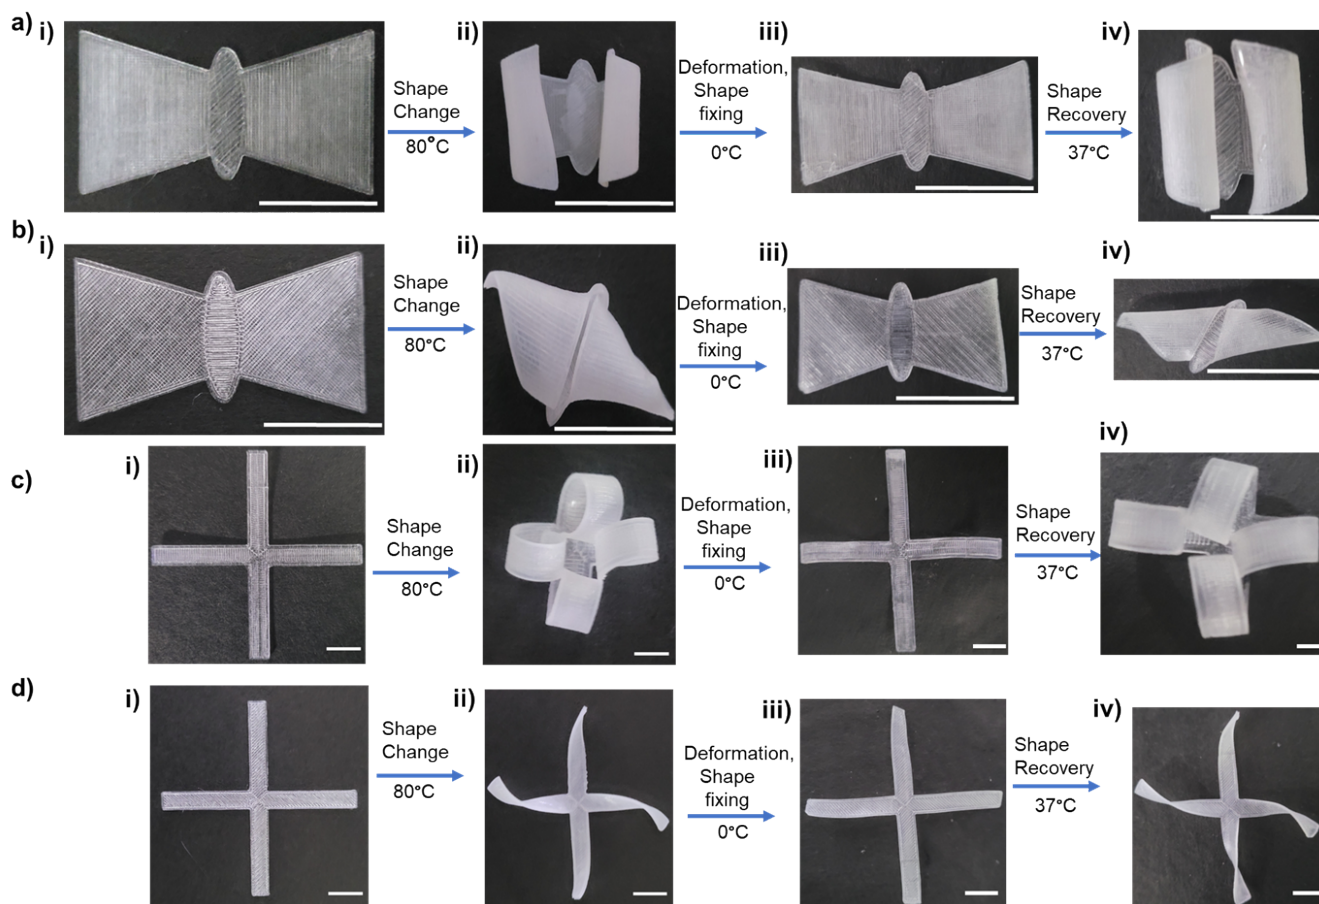 a)
i)
Shape
Change
80°C
ii)
Deformation,
Shape
fixing
0°C
iii)
Shape
Recovery
37°C
iv)
b)
i)
Shape
Change
80°C
ii)
Deformation,
Shape
fixing
0°C
iii)
Shape
Recovery
37°C
iv)
c)
i)
Shape
Change
80°C
ii)
Deformation,
Shape
fixing
0°C
iii)
Shape
Recovery
37°C
iv)
d)
i)
Shape
Change
80°C
ii)
Deformation,
Shape
fixing
0°C
iii)
Shape
Recovery
37°C
iv)